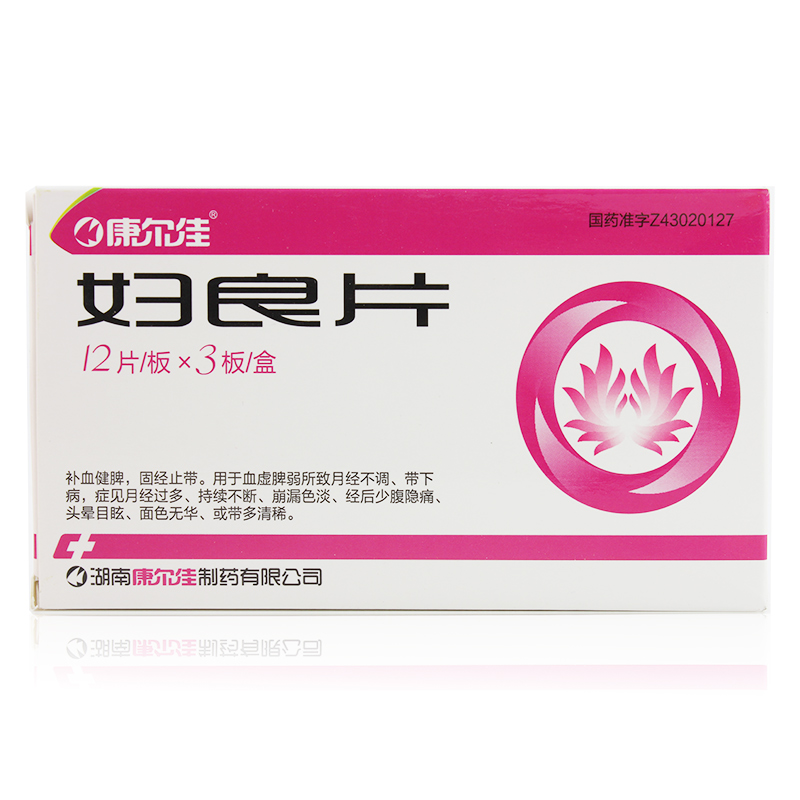 康尔佳®
国药准字Z43020127
妇良片
12片/板×3板/盒
补血健脾，固经止带。用于血虚脾弱所致月经不调、带下
病，症见月经过多、持续不断、崩漏色淡、经后少腹隐痛、
头晕目眩、面色无华、或带多清稀。
湖南康尔佳制药有限公司